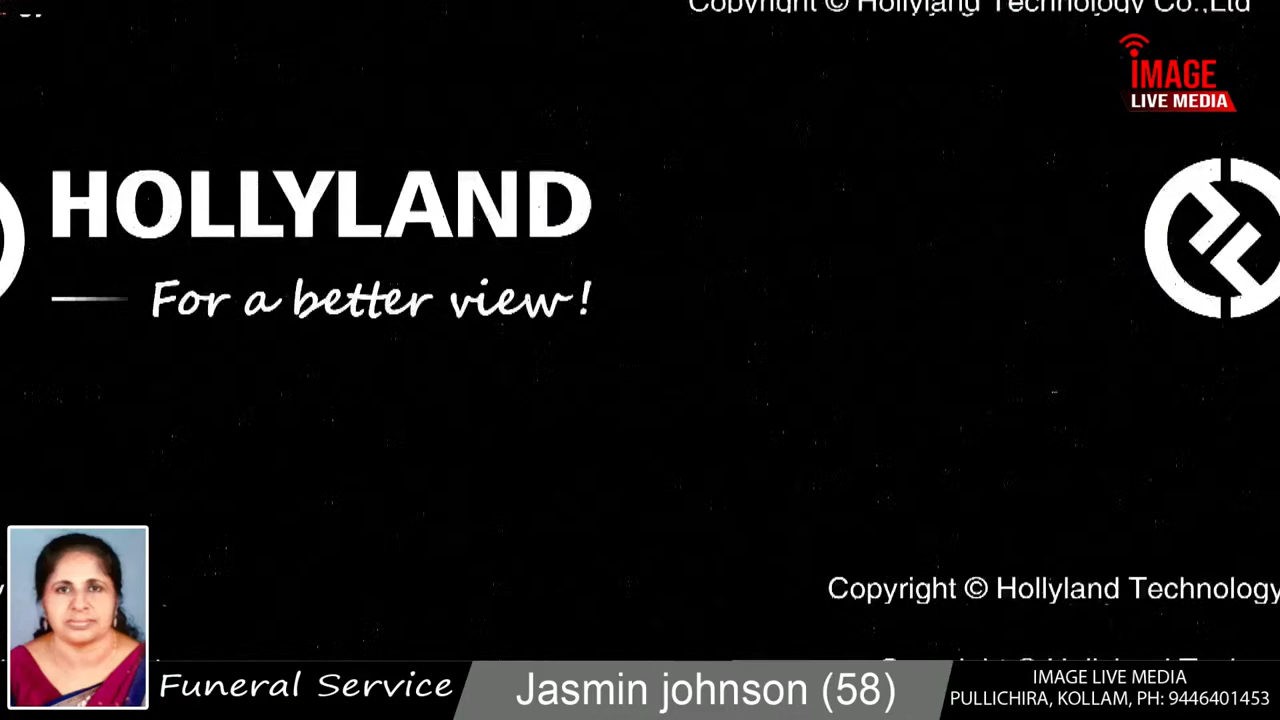 Copyright © Hollyland Technology Co.,Ltd
IMAGE
LIVE MEDIA
HOLLYLAND
For a better view!
Copyright © Hollyland Technology
Funeral Service
Jasmin johnson (58)
IMAGE LIVE MEDIA
PULLICHIRA, KOLLAM, PH: 9446401453